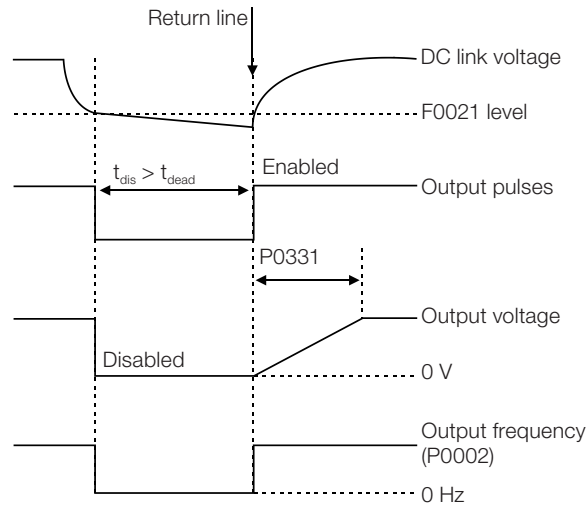 Return line
DC link voltage
F0021 level
t_dis > t_dead
Enabled
Output pulses
P0331
Output voltage
Disabled
0 V
Output frequency
(P0002)
0 Hz